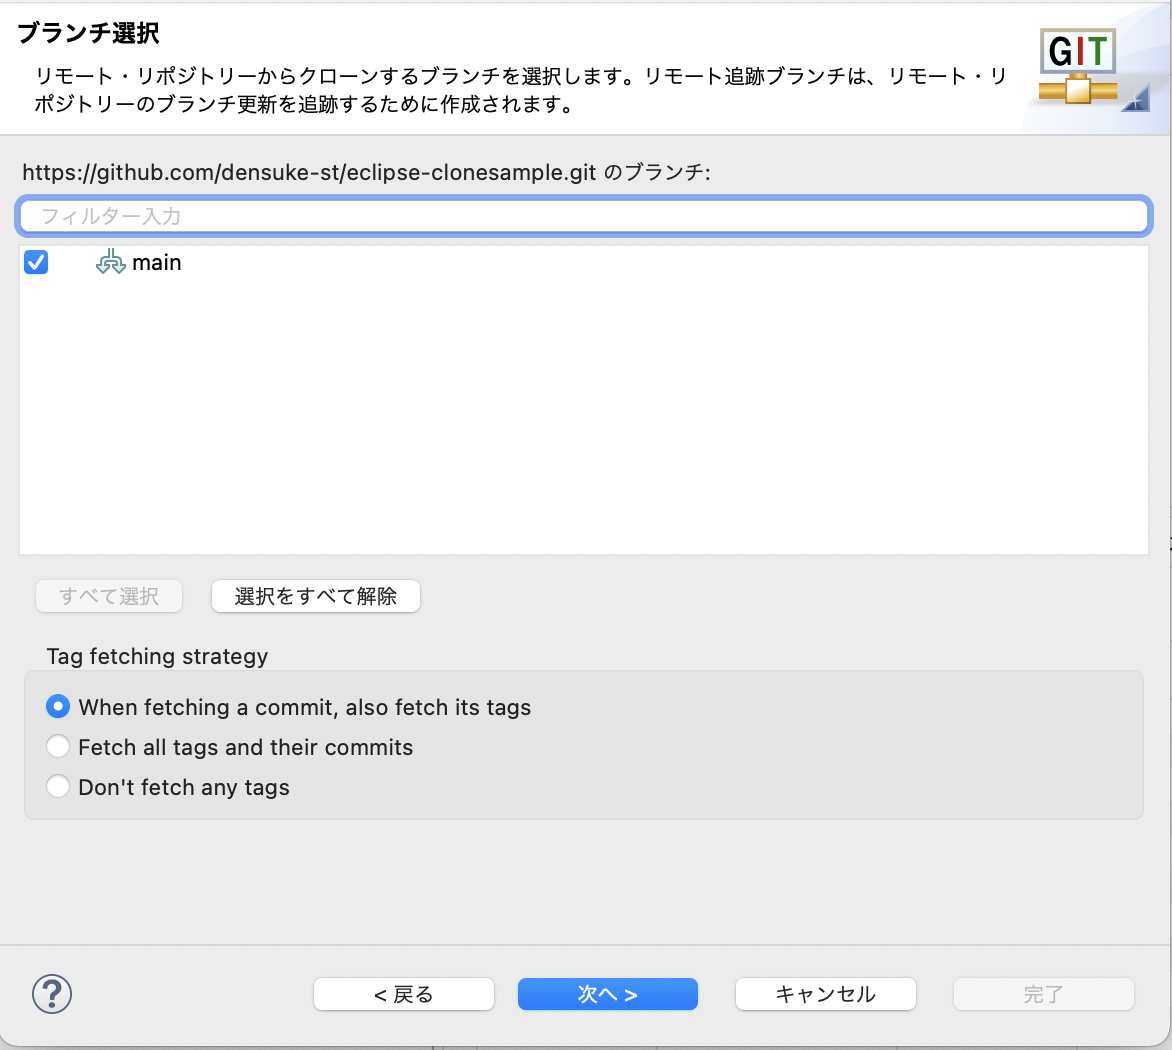 ブランチ選択
GIT
リモート・リポジトリーからクローンするブランチを選択します。リモート追跡ブランチは、リモート・リ
ポジトリーのブランチ更新を追跡するために作成されます。
https://github.com/densuke-st/eclipse-clonesample.git のブランチ:
フィルター入力
main
すべて選択
選択をすべて解除
Tag fetching strategy
When fetching a commit, also fetch its tags
Fetch all tags and their commits
Don't fetch any tags
?
< 戻る
次へ >
キャンセル
完了